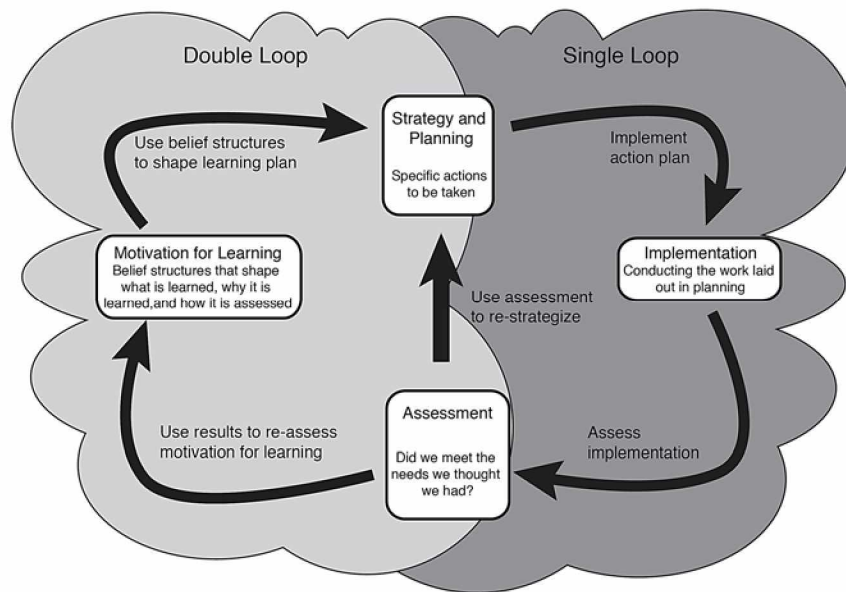 Double Loop
Single Loop
Strategy and
Planning
Specific actions
to be taken
Use belief structures
to shape learning plan
Implement
action plan
Motivation for Learning
Belief structures that shape
what is learned, why it is
learned,and how it is assessed
Implementation
Conducting the work laid
out in planning
Use assessment
to re-strategize
Assessment
Did we meet the
needs we thought
we had?
Use results to re-assess
motivation for learning
Assess
implementation